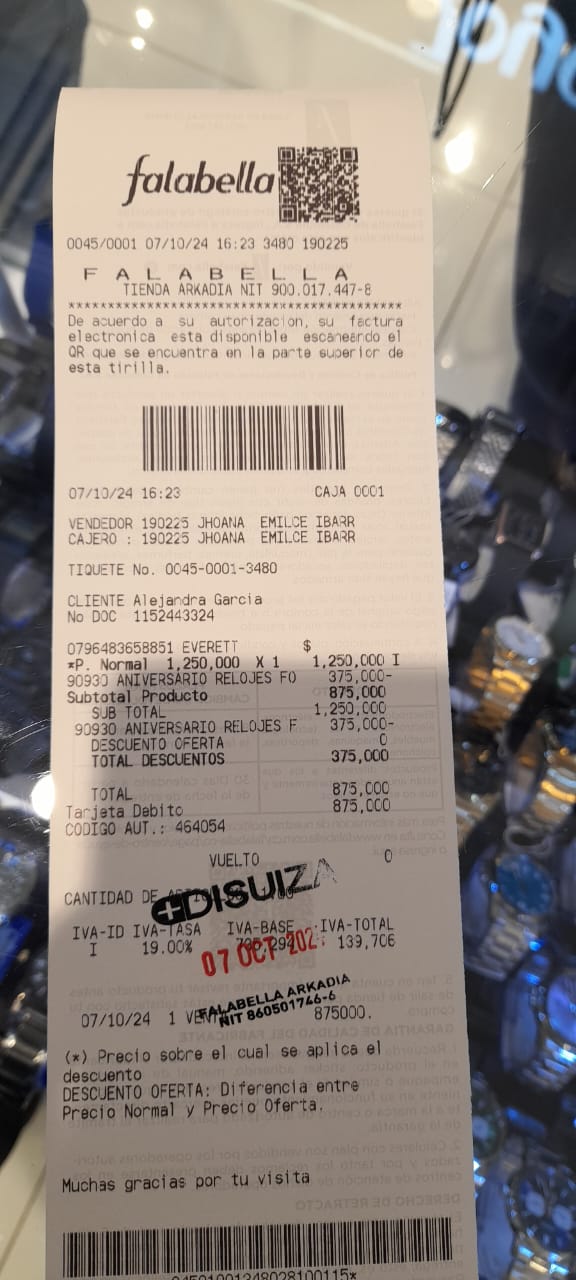 falabella
0045/0001 07/10/24 16:23 3480 190225
F A L A B E L L A
TIENDA ARKADIA NIT 900.017.447-8
******************************************
De acuerdo a su autorizacion, su factura
electronica esta disponible escaneando el
QR que se encuentra en la parte superior de
esta tirilla.
07/10/24 16:23 CAJA 0001
VENDEDOR 190225 JHOANA EMILCE IBARR
CAJERO : 190225 JHOANA EMILCE IBARR
TIQUETE No. 0045-0001-3480
CLIENTE Alejandra Garcia
No DOC 1152443324
0796483658851 EVERETT $
*P. Normal 1,250,000 X 1 1,250,000 I
90930 ANIVERSARIO RELOJES FO 375,000-
Subtotal Producto 875,000
SUB TOTAL 1,250,000
90930 ANIVERSARIO RELOJES F 375,000-
DESCUENTO OFERTA 0
TOTAL DESCUENTOS 375,000
TOTAL 875,000
Tarjeta Debito 875,000
CODIGO AUT.: 464054
VUELTO 0
CANTIDAD DE
DISUIZA
IVA-ID IVA-TASA IVA-BASE IVA-TOTAL
I 19.00% 139,706
07 OCT 202
FALABELLA ARKADIA
NIT 860501746-6
07/10/24 1 875000.
(*) Precio sobre el cual se aplica el
descuento
DESCUENTO OFERTA: Diferencia entre
Precio Normal y Precio Oferta.
Muchas gracias por tu visita